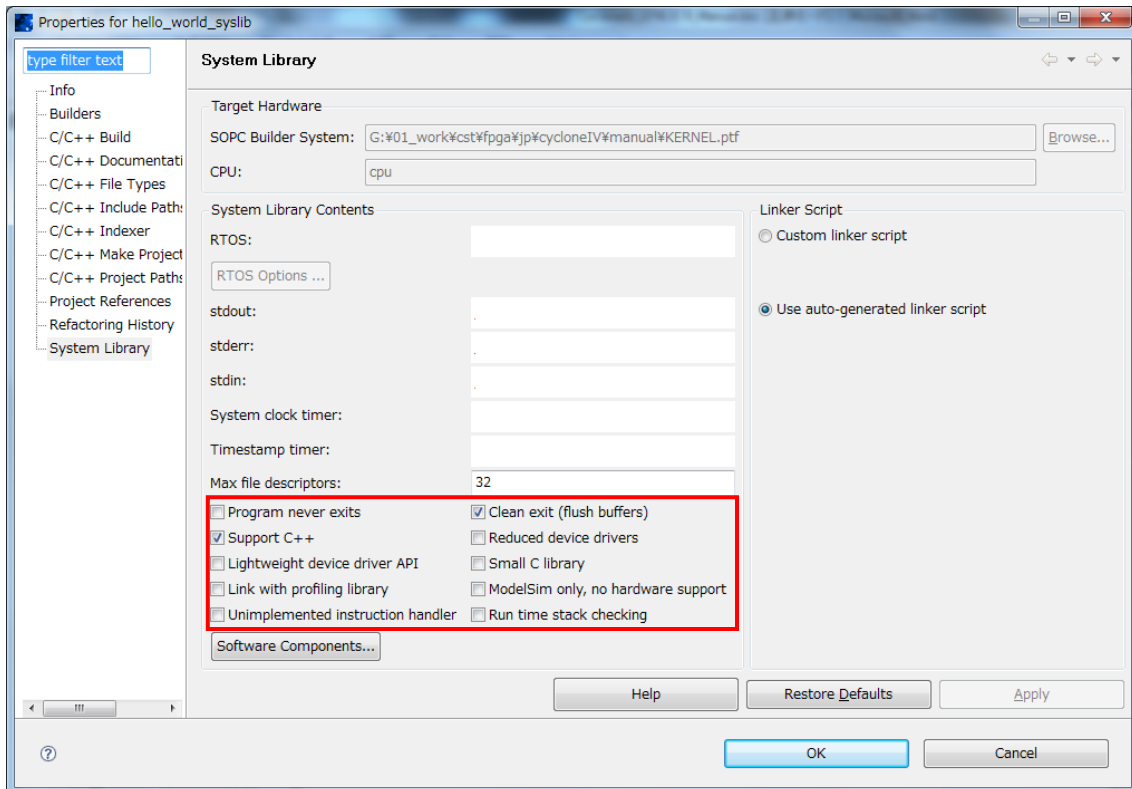 Properties for hello_world_syslib
type filter text
Info
Builders
C/C++ Build
C/C++ Documentati
C/C++ File Types
C/C++ Include Path
C/C++ Indexer
C/C++ Make Project
C/C++ Project Paths
Project References
Refactoring History
System Library
System Library
Target Hardware
SOPC Builder System: G:¥01_work¥cst¥fpga¥jp¥cycloneIV¥manual¥KERNEL.ptf Browse...
CPU: cpu
System Library Contents
RTOS:
RTOS Options ...
stdout:
stderr:
stdin:
System clock timer:
Timestamp timer:
Max file descriptors: 32
Program never exits Clean exit (flush buffers)
Support C++ Reduced device drivers
Lightweight device driver API Small C library
Link with profiling library ModelSim only, no hardware support
Unimplemented instruction handler Run time stack checking
Software Components...
Linker Script
Custom linker script
Use auto-generated linker script
Help Restore Defaults Apply
? OK Cancel